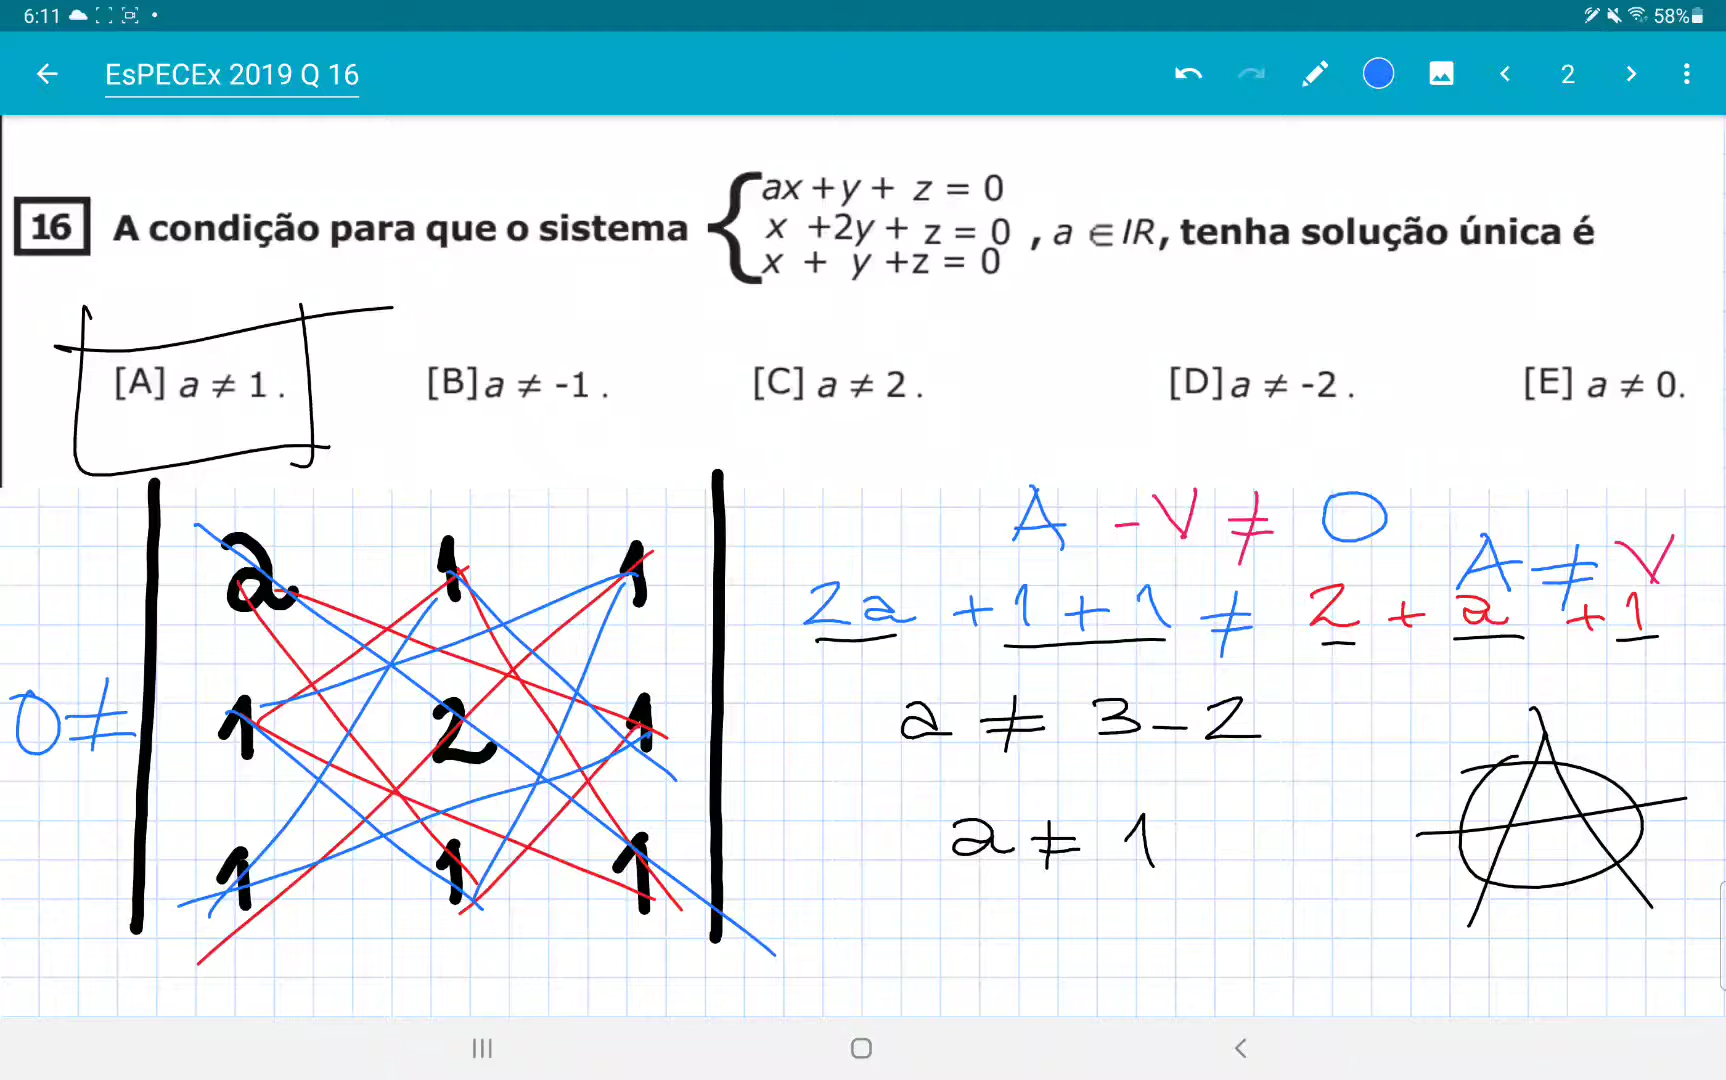 6:11 58%
EsPECEx 2019 Q 16 2
16 A condição para que o sistema { ax + y + z = 0
x + 2y + z = 0 , a ∈ IR, tenha solução única é
x + y + z = 0
[A] a ≠ 1 . [B] a ≠ -1 . [C] a ≠ 2 . [D] a ≠ -2 . [E] a ≠ 0.
A - V ≠ 0
A ≠ V
2a + 1 + 1 ≠ 2 + a + 1
a ≠ 3 - 2
a ≠ 1
A
0 ≠
a 1 1
1 2 1
1 1 1